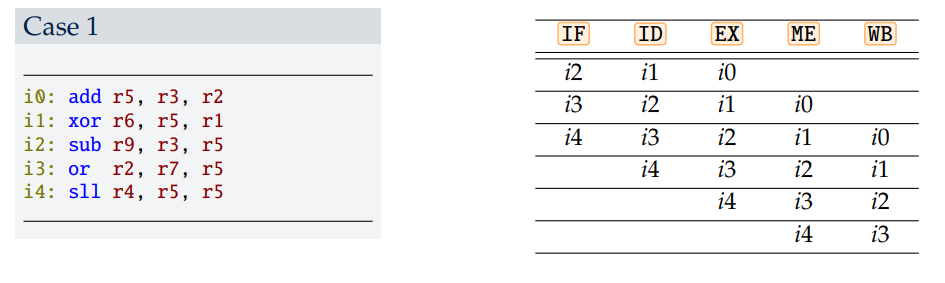 Case 1
i0: add r5, r3, r2
i1: xor r6, r5, r1
i2: sub r9, r3, r5
i3: or  r2, r7, r5
i4: sll r4, r5, r5
IF ID EX ME WB
i2 i1 i0
i3 i2 i1 i0
i4 i3 i2 i1 i0
i4 i3 i2 i1
i4 i3 i2
i4 i3